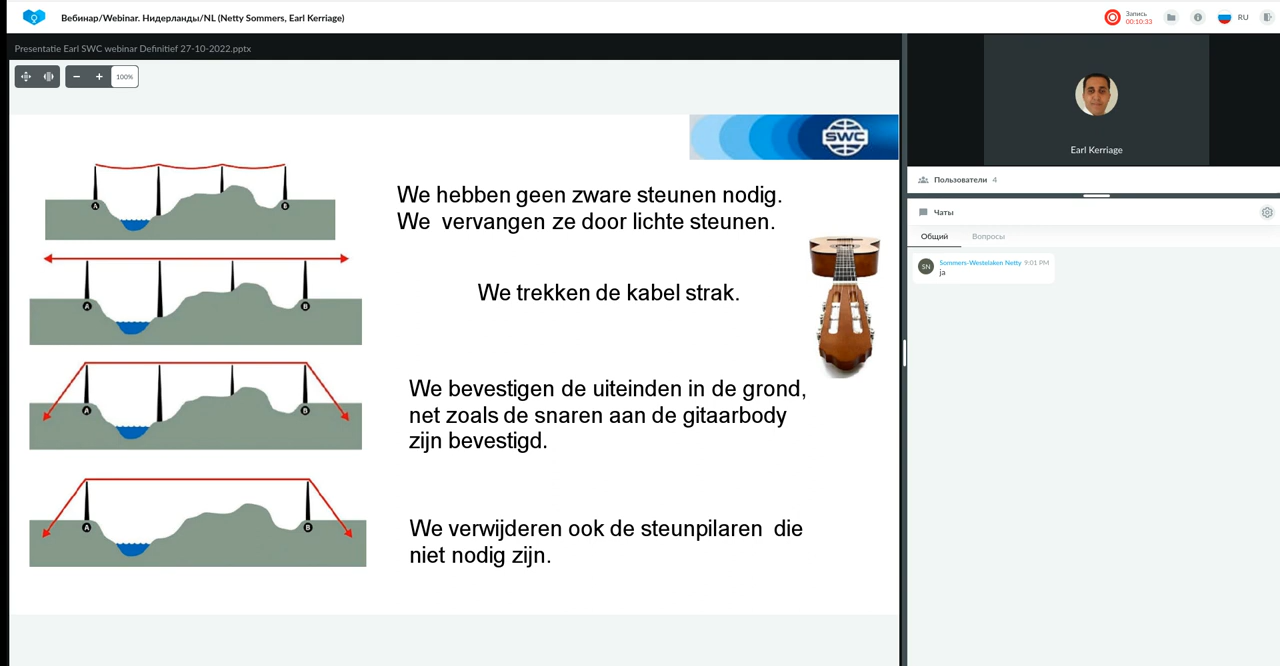 Вебинар/Webinar. Нидерланды/NL (Netty Sommers, Earl Kerriage)
Запись
00:10:33
RU
Presentatie Earl SWC webinar Definitief 27-10-2022.pptx
100%
SWC
We hebben geen zware steunen nodig.
We vervangen ze door lichte steunen.
A
B
We trekken de kabel strak.
A
B
We bevestigen de uiteinden in de grond,
net zoals de snaren aan de gitaarbody
zijn bevestigd.
A
B
We verwijderen ook de steunpilaren die
niet nodig zijn.
A
B
Earl Kerriage
Пользователи 4
Чаты
Общий Вопросы
SN
Sommers-Westelaken Netty 9:01 PM
ja